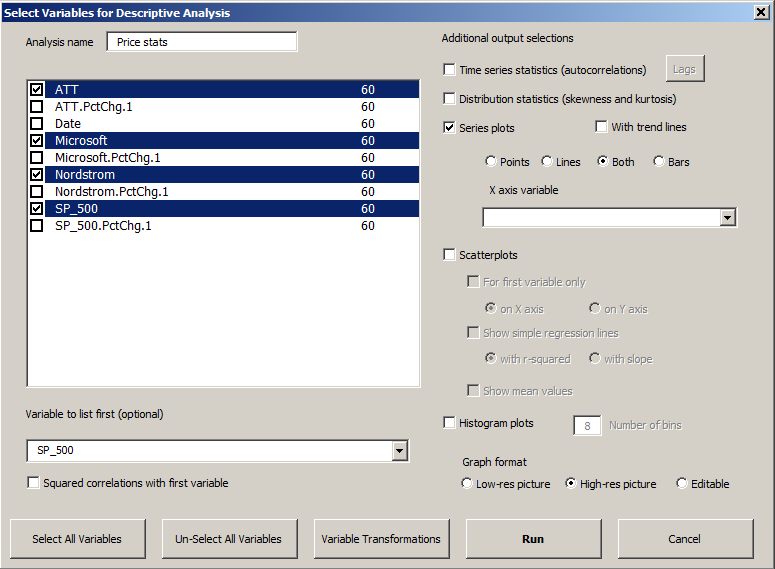 Select Variables for Descriptive Analysis
Analysis name Price stats
ATT 60
ATT.PctChg.1 60
Date 60
Microsoft 60
Microsoft.PctChg.1 60
Nordstrom 60
Nordstrom.PctChg.1 60
SP_500 60
SP_500.PctChg.1 60
Variable to list first (optional)
SP_500
Squared correlations with first variable
Additional output selections
Time series statistics (autocorrelations) Lags
Distribution statistics (skewness and kurtosis)
Series plots With trend lines
Points Lines Both Bars
X axis variable
Scatterplots
For first variable only
on X axis on Y axis
Show simple regression lines
with r-squared with slope
Show mean values
Histogram plots 8 Number of bins
Graph format
Low-res picture High-res picture Editable
Select All Variables Un-Select All Variables Variable Transformations Run Cancel